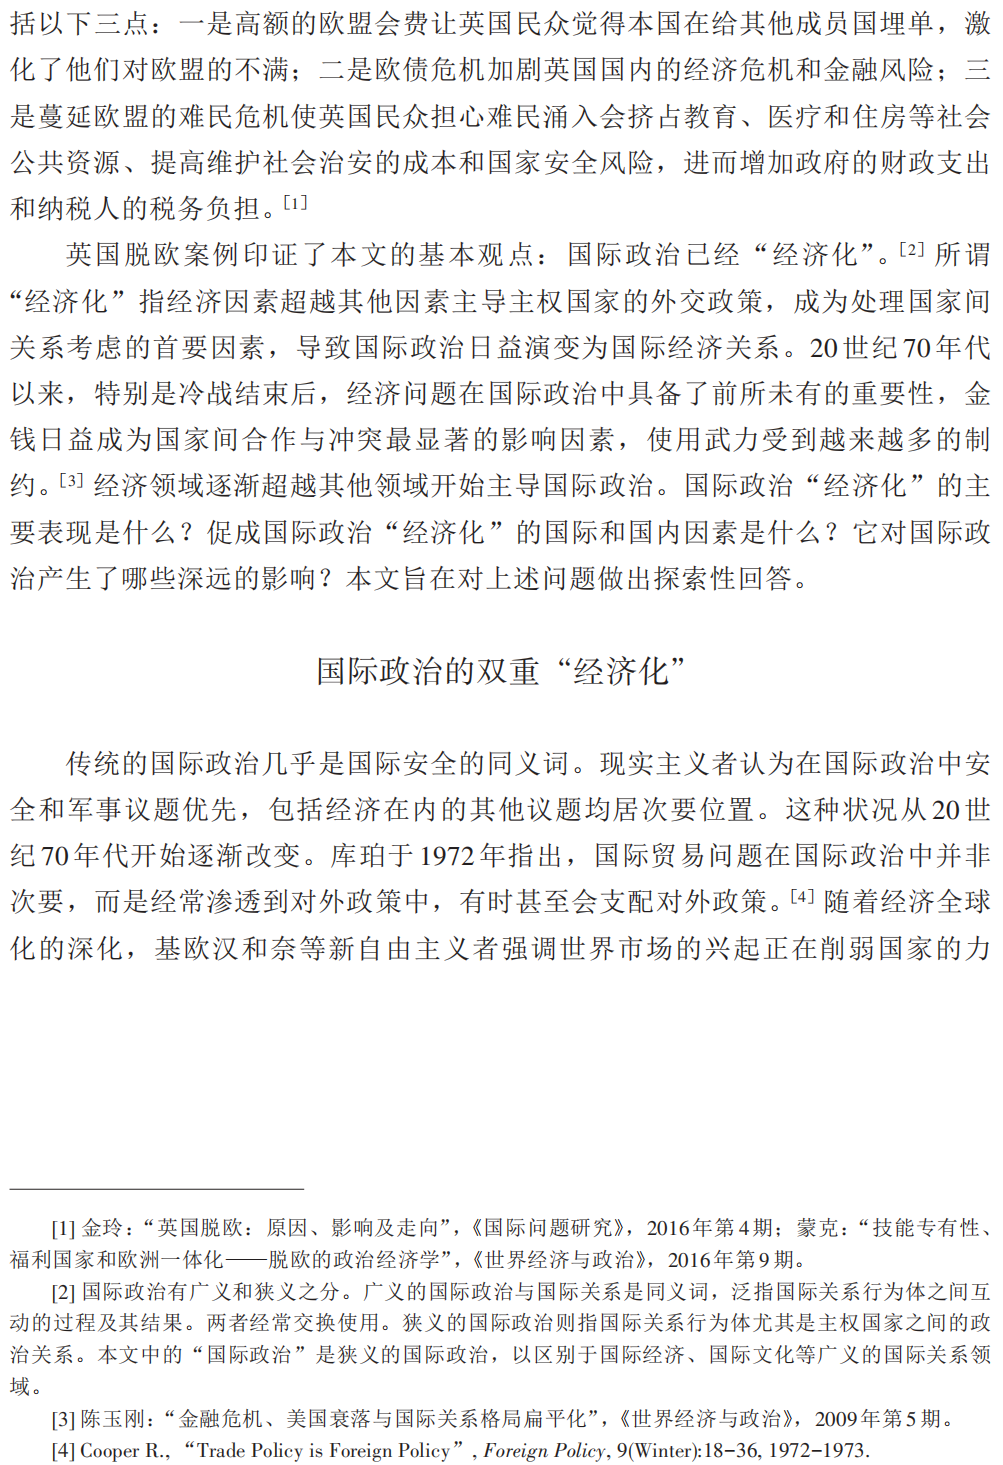 括以下三点：一是高额的欧盟会费让英国民众觉得本国在给其他成员国埋单，激
化了他们对欧盟的不满；二是欧债危机加剧英国国内的经济危机和金融风险；三
是蔓延欧盟的难民危机使英国民众担心难民涌入会挤占教育、医疗和住房等社会
公共资源、提高维护社会治安的成本和国家安全风险，进而增加政府的财政支出
和纳税人的税务负担。[1]
英国脱欧案例印证了本文的基本观点：国际政治已经“经济化”。[2] 所谓
“经济化”指经济因素超越其他因素主导主权国家的外交政策，成为处理国家间
关系考虑的首要因素，导致国际政治日益演变为国际经济关系。20 世纪 70 年代
以来，特别是冷战结束后，经济问题在国际政治中具备了前所未有的重要性，金
钱日益成为国家间合作与冲突最显著的影响因素，使用武力受到越来越多的制
约。[3] 经济领域逐渐超越其他领域开始主导国际政治。国际政治“经济化”的主
要表现是什么？促成国际政治“经济化”的国际和国内因素是什么？它对国际政
治产生了哪些深远的影响？本文旨在对上述问题做出探索性回答。
国际政治的双重“经济化”
传统的国际政治几乎是国际安全的同义词。现实主义者认为在国际政治中安
全和军事议题优先，包括经济在内的其他议题均居次要位置。这种状况从 20 世
纪 70 年代开始逐渐改变。库珀于 1972 年指出，国际贸易问题在国际政治中并非
次要，而是经常渗透到对外政策中，有时甚至会支配对外政策。[4] 随着经济全球
化的深化，基欧汉和奈等新自由主义者强调世界市场的兴起正在削弱国家的力
[1] 金玲：“英国脱欧：原因、影响及走向”，《国际问题研究》，2016 年第 4 期；蒙克：“技能专有性、
福利国家和欧洲一体化——脱欧的政治经济学”，《世界经济与政治》，2016 年第 9 期。
[2] 国际政治有广义和狭义之分。广义的国际政治与国际关系是同义词，泛指国际关系行为体之间互
动的过程及其结果。两者经常交换使用。狭义的国际政治则指国际关系行为体尤其是主权国家之间的政
治关系。本文中的“国际政治”是狭义的国际政治，以区别于国际经济、国际文化等广义的国际关系领
域。
[3] 陈玉刚：“金融危机、美国衰落与国际关系格局扁平化”，《世界经济与政治》，2009 年第 5 期。
[4] Cooper R., “Trade Policy is Foreign Policy”, Foreign Policy, 9(Winter):18-36, 1972-1973.